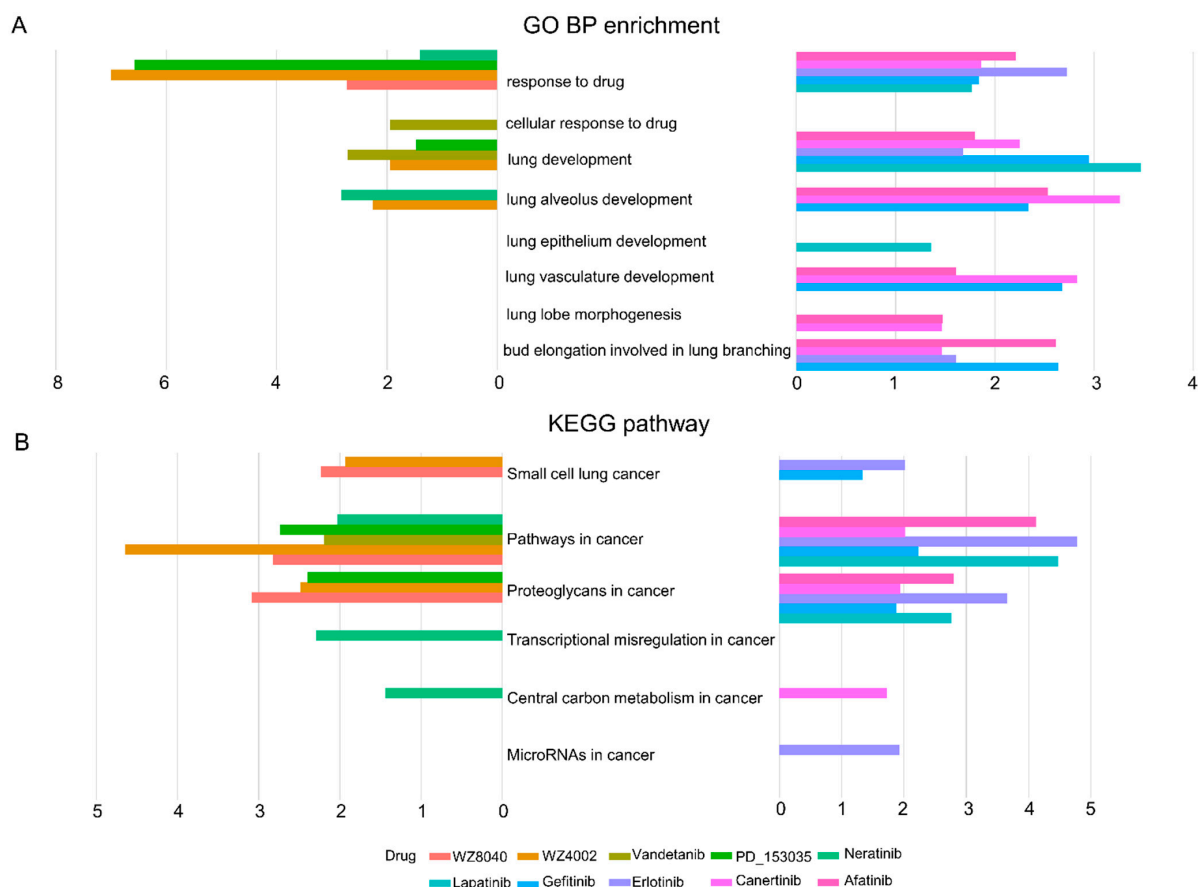 A
GO BP enrichment
response to drug
cellular response to drug
lung development
lung alveolus development
lung epithelium development
lung vasculature development
lung lobe morphogenesis
bud elongation involved in lung branching
8 6 4 2 0 0 1 2 3 4
B
KEGG pathway
Small cell lung cancer
Pathways in cancer
Proteoglycans in cancer
Transcriptional misregulation in cancer
Central carbon metabolism in cancer
MicroRNAs in cancer
5 4 3 2 1 0 0 1 2 3 4 5
Drug WZ8040 WZ4002 Vandetanib PD_153035 Neratinib
Lapatinib Gefitinib Erlotinib Canertinib Afatinib